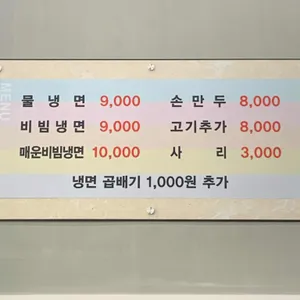 MENU
물 냉 면 9,000 손 만 두 8,000
비 빔 냉 면 9,000 고기추가 8,000
매운비빔냉면 10,000 사 리 3,000
냉면 곱배기 1,000원 추가